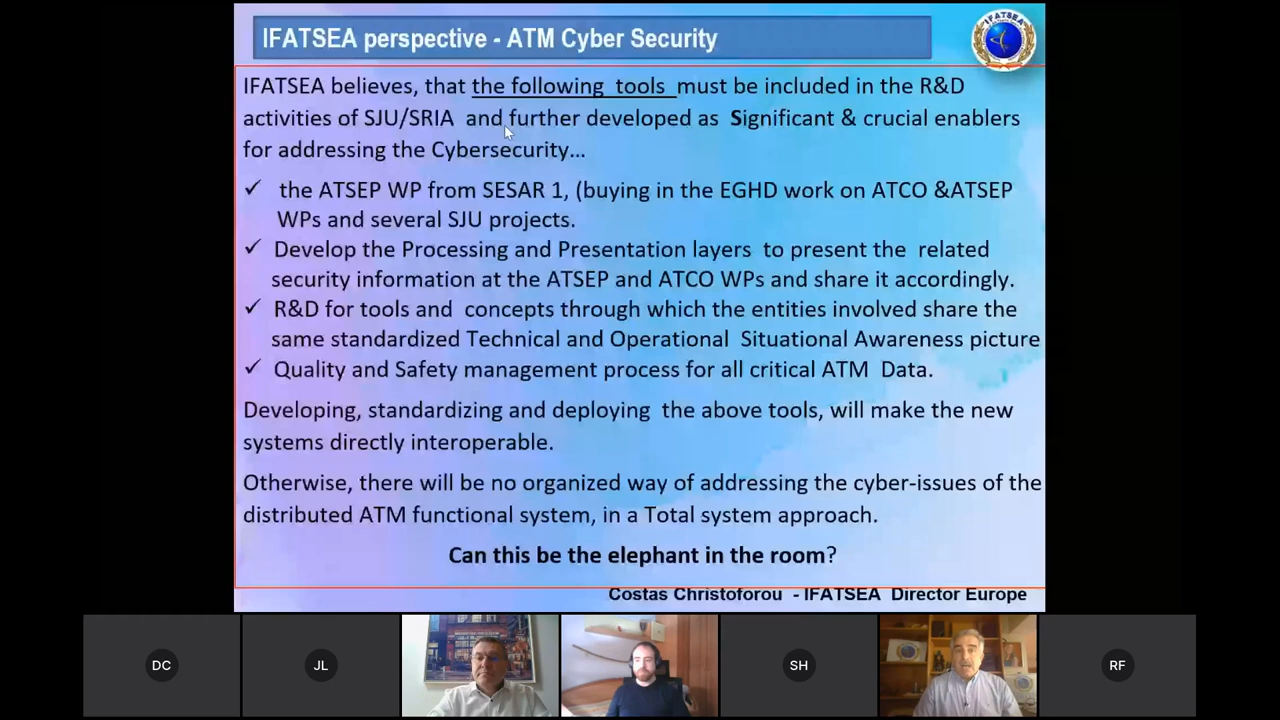 IFATSEA perspective - ATM Cyber Security
IFATSEA
IFATSEA believes, that the following tools must be included in the R&D
activities of SJU/SRIA and further developed as Significant & crucial enablers
for addressing the Cybersecurity…
✓ the ATSEP WP from SESAR 1, (buying in the EGHD work on ATCO &ATSEP
WPs and several SJU projects.
✓ Develop the Processing and Presentation layers to present the related
security information at the ATSEP and ATCO WPs and share it accordingly.
✓ R&D for tools and concepts through which the entities involved share the
same standardized Technical and Operational Situational Awareness picture
✓ Quality and Safety management process for all critical ATM Data.
Developing, standardizing and deploying the above tools, will make the new
systems directly interoperable.
Otherwise, there will be no organized way of addressing the cyber-issues of the
distributed ATM functional system, in a Total system approach.
Can this be the elephant in the room?
Costas Christoforou - IFATSEA Director Europe
DC
JL
SH
RF